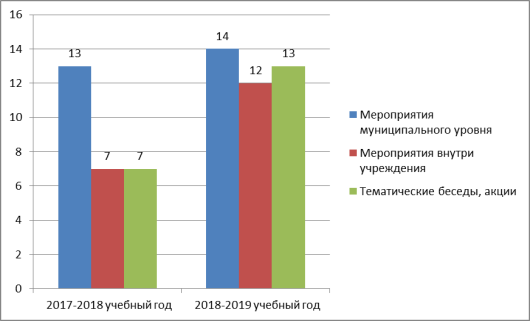 16
14
12
10
8
6
4
2
0
13
7
7
14
12
13
2017-2018 учебный год
2018-2019 учебный год
Мероприятия
муниципального уровня
Мероприятия внутри
учреждения
Тематические беседы, акции